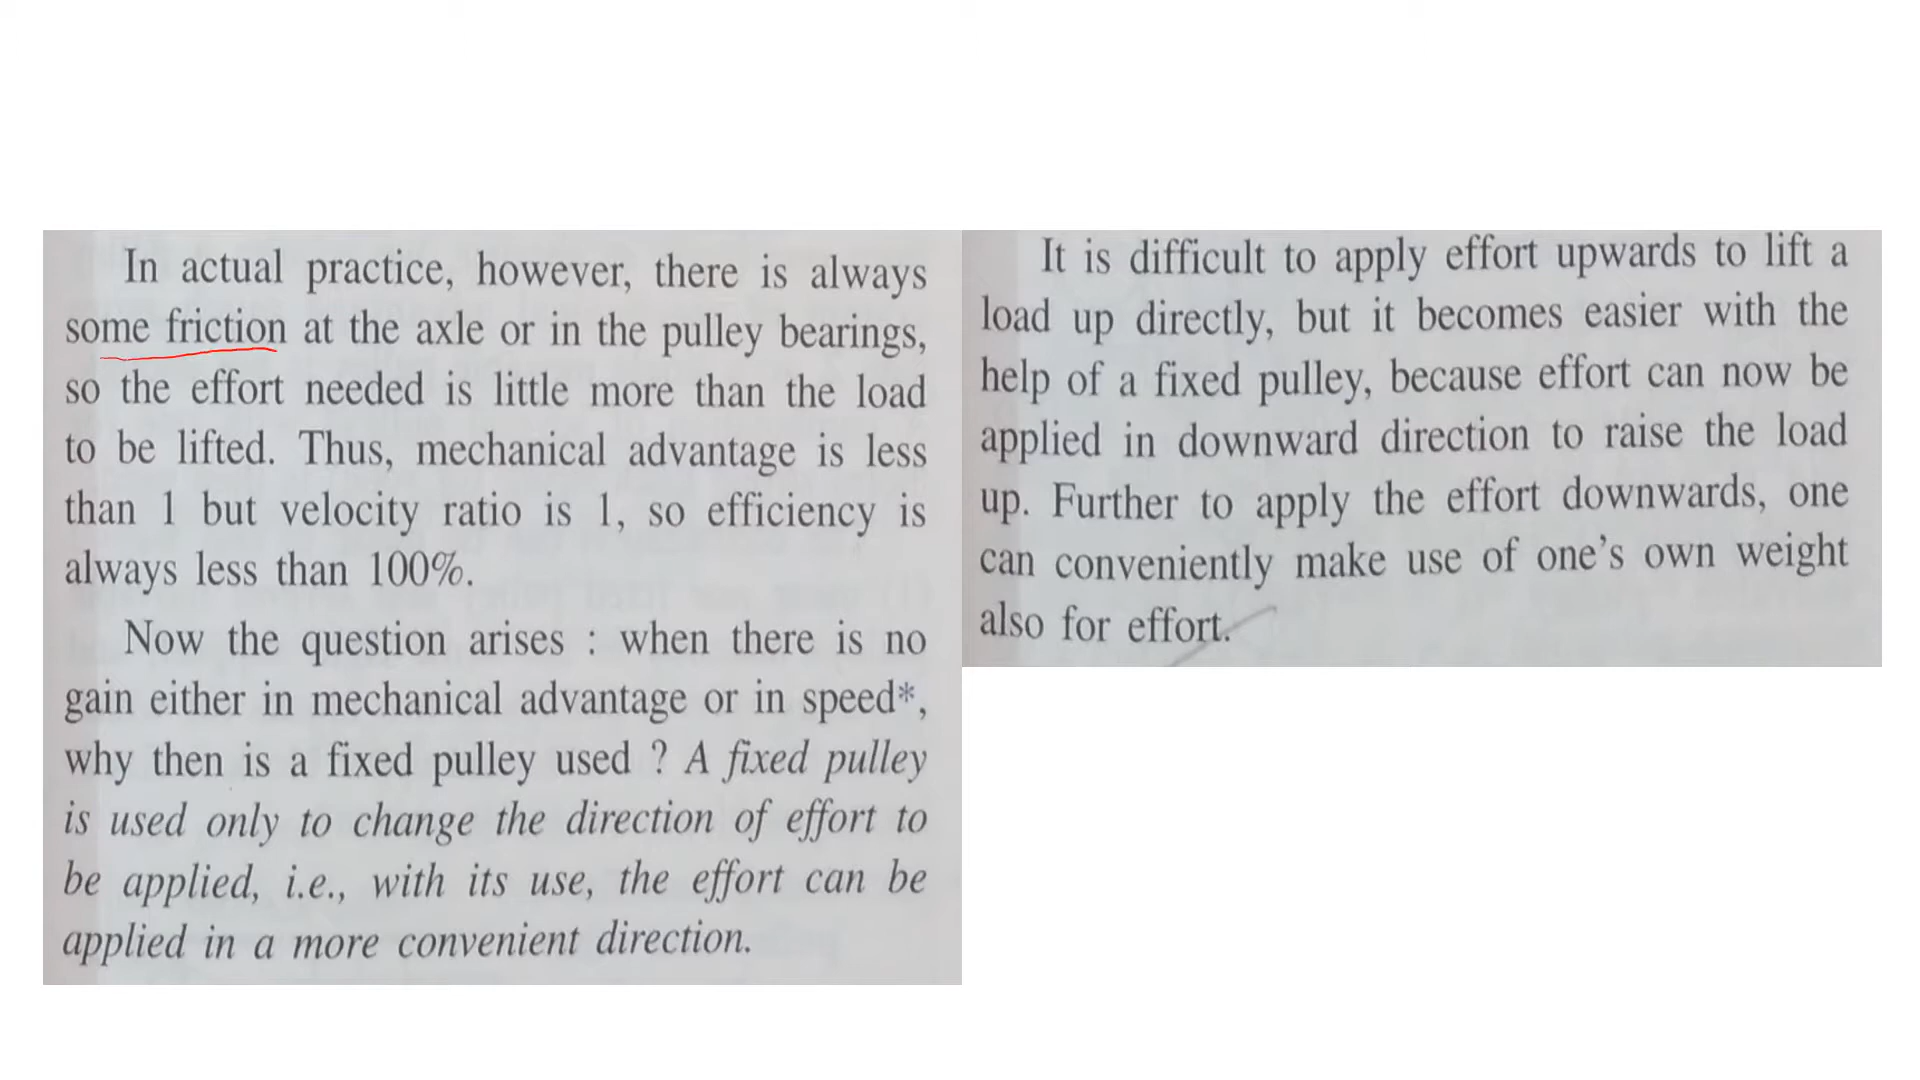 In actual practice, however, there is always
some friction at the axle or in the pulley bearings,
so the effort needed is little more than the load
to be lifted. Thus, mechanical advantage is less
than 1 but velocity ratio is 1, so efficiency is
always less than 100%.
Now the question arises : when there is no
gain either in mechanical advantage or in speed*,
why then is a fixed pulley used ? A fixed pulley
is used only to change the direction of effort to
be applied, i.e., with its use, the effort can be
applied in a more convenient direction.
It is difficult to apply effort upwards to lift a
load up directly, but it becomes easier with the
help of a fixed pulley, because effort can now be
applied in downward direction to raise the load
up. Further to apply the effort downwards, one
can conveniently make use of one's own weight
also for effort.